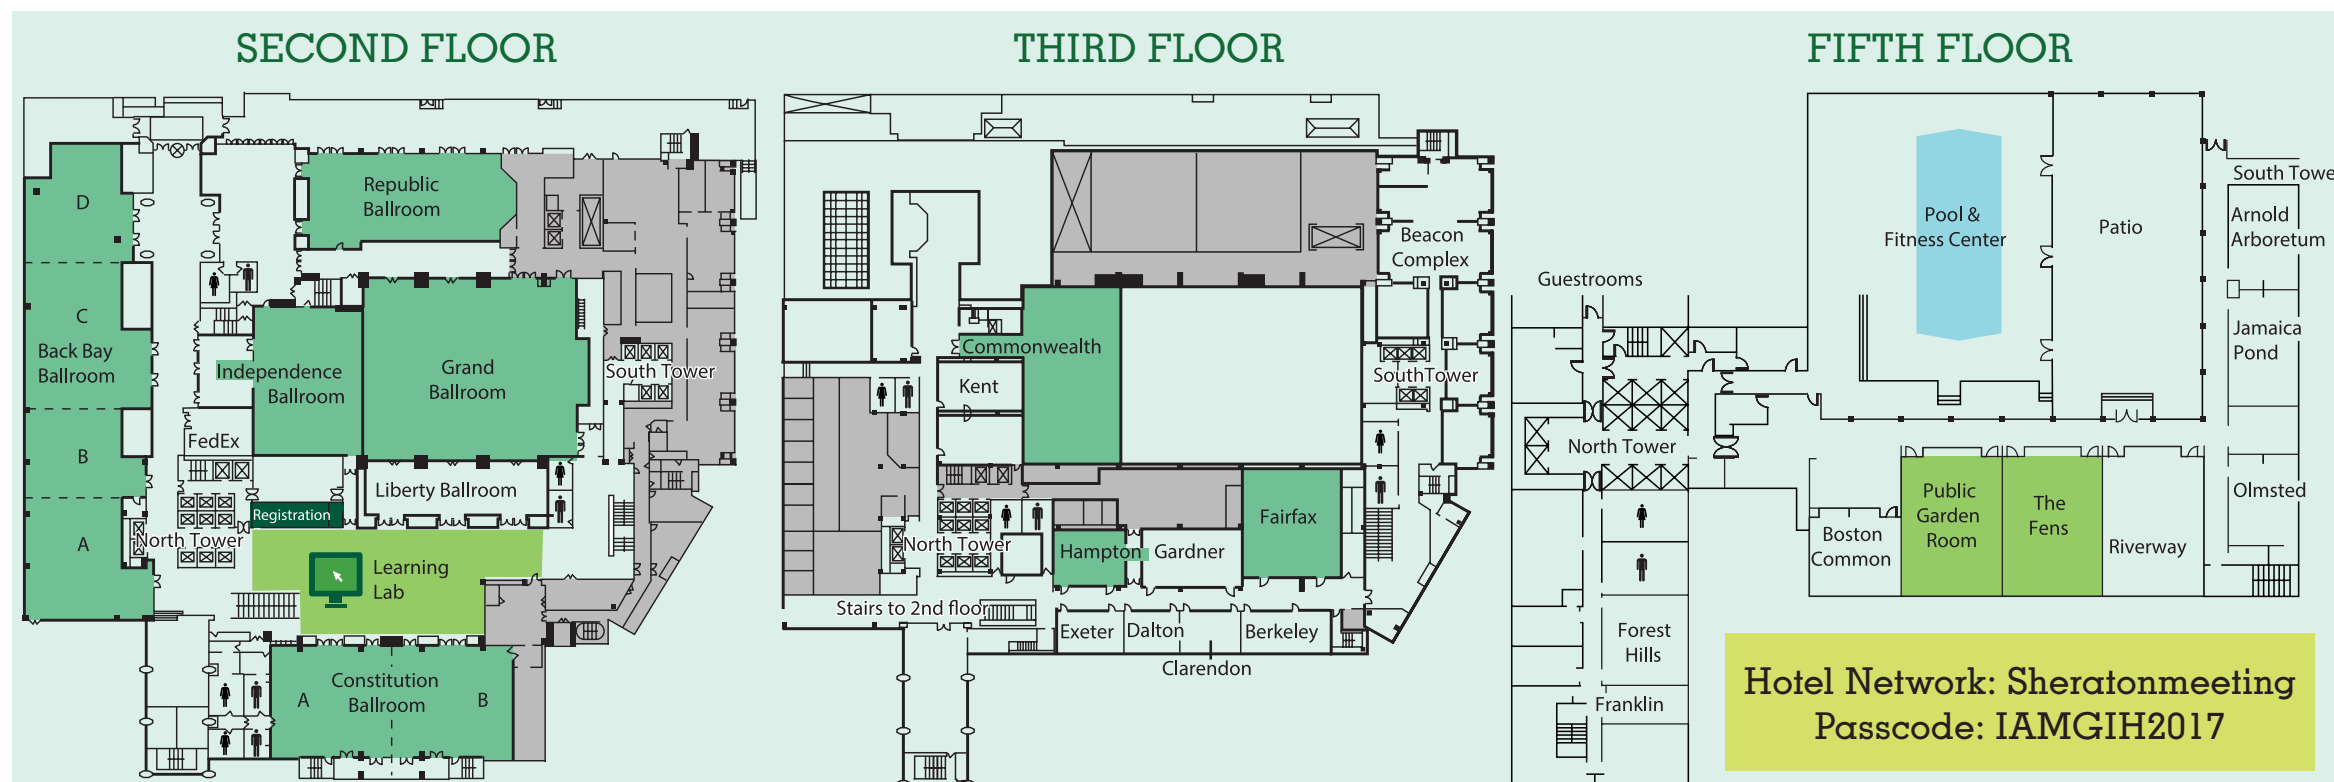 SECOND FLOOR
D
Republic
Ballroom
C
Back Bay
Ballroom
Independence
Ballroom
Grand
Ballroom
South Tower
FedEx
B
Liberty Ballroom
Registration
A
North Tower
Learning
Lab
A
Constitution
Ballroom
B
THIRD FLOOR
Beacon
Complex
Commonwealth
Kent
SouthTower
Fairfax
North Tower
Hampton
Gardner
Stairs to 2nd floor
Exeter
Dalton
Berkeley
Clarendon
FIFTH FLOOR
South Towe
Pool &
Fitness Center
Patio
Arnold
Arboretum
Guestrooms
Jamaica
Pond
North Tower
Public
Garden
Room
The
Fens
Olmsted
Boston
Common
Riverway
Forest
Hills
Franklin
Hotel Network: Sheratonmeeting
Passcode: IAMGIH2017